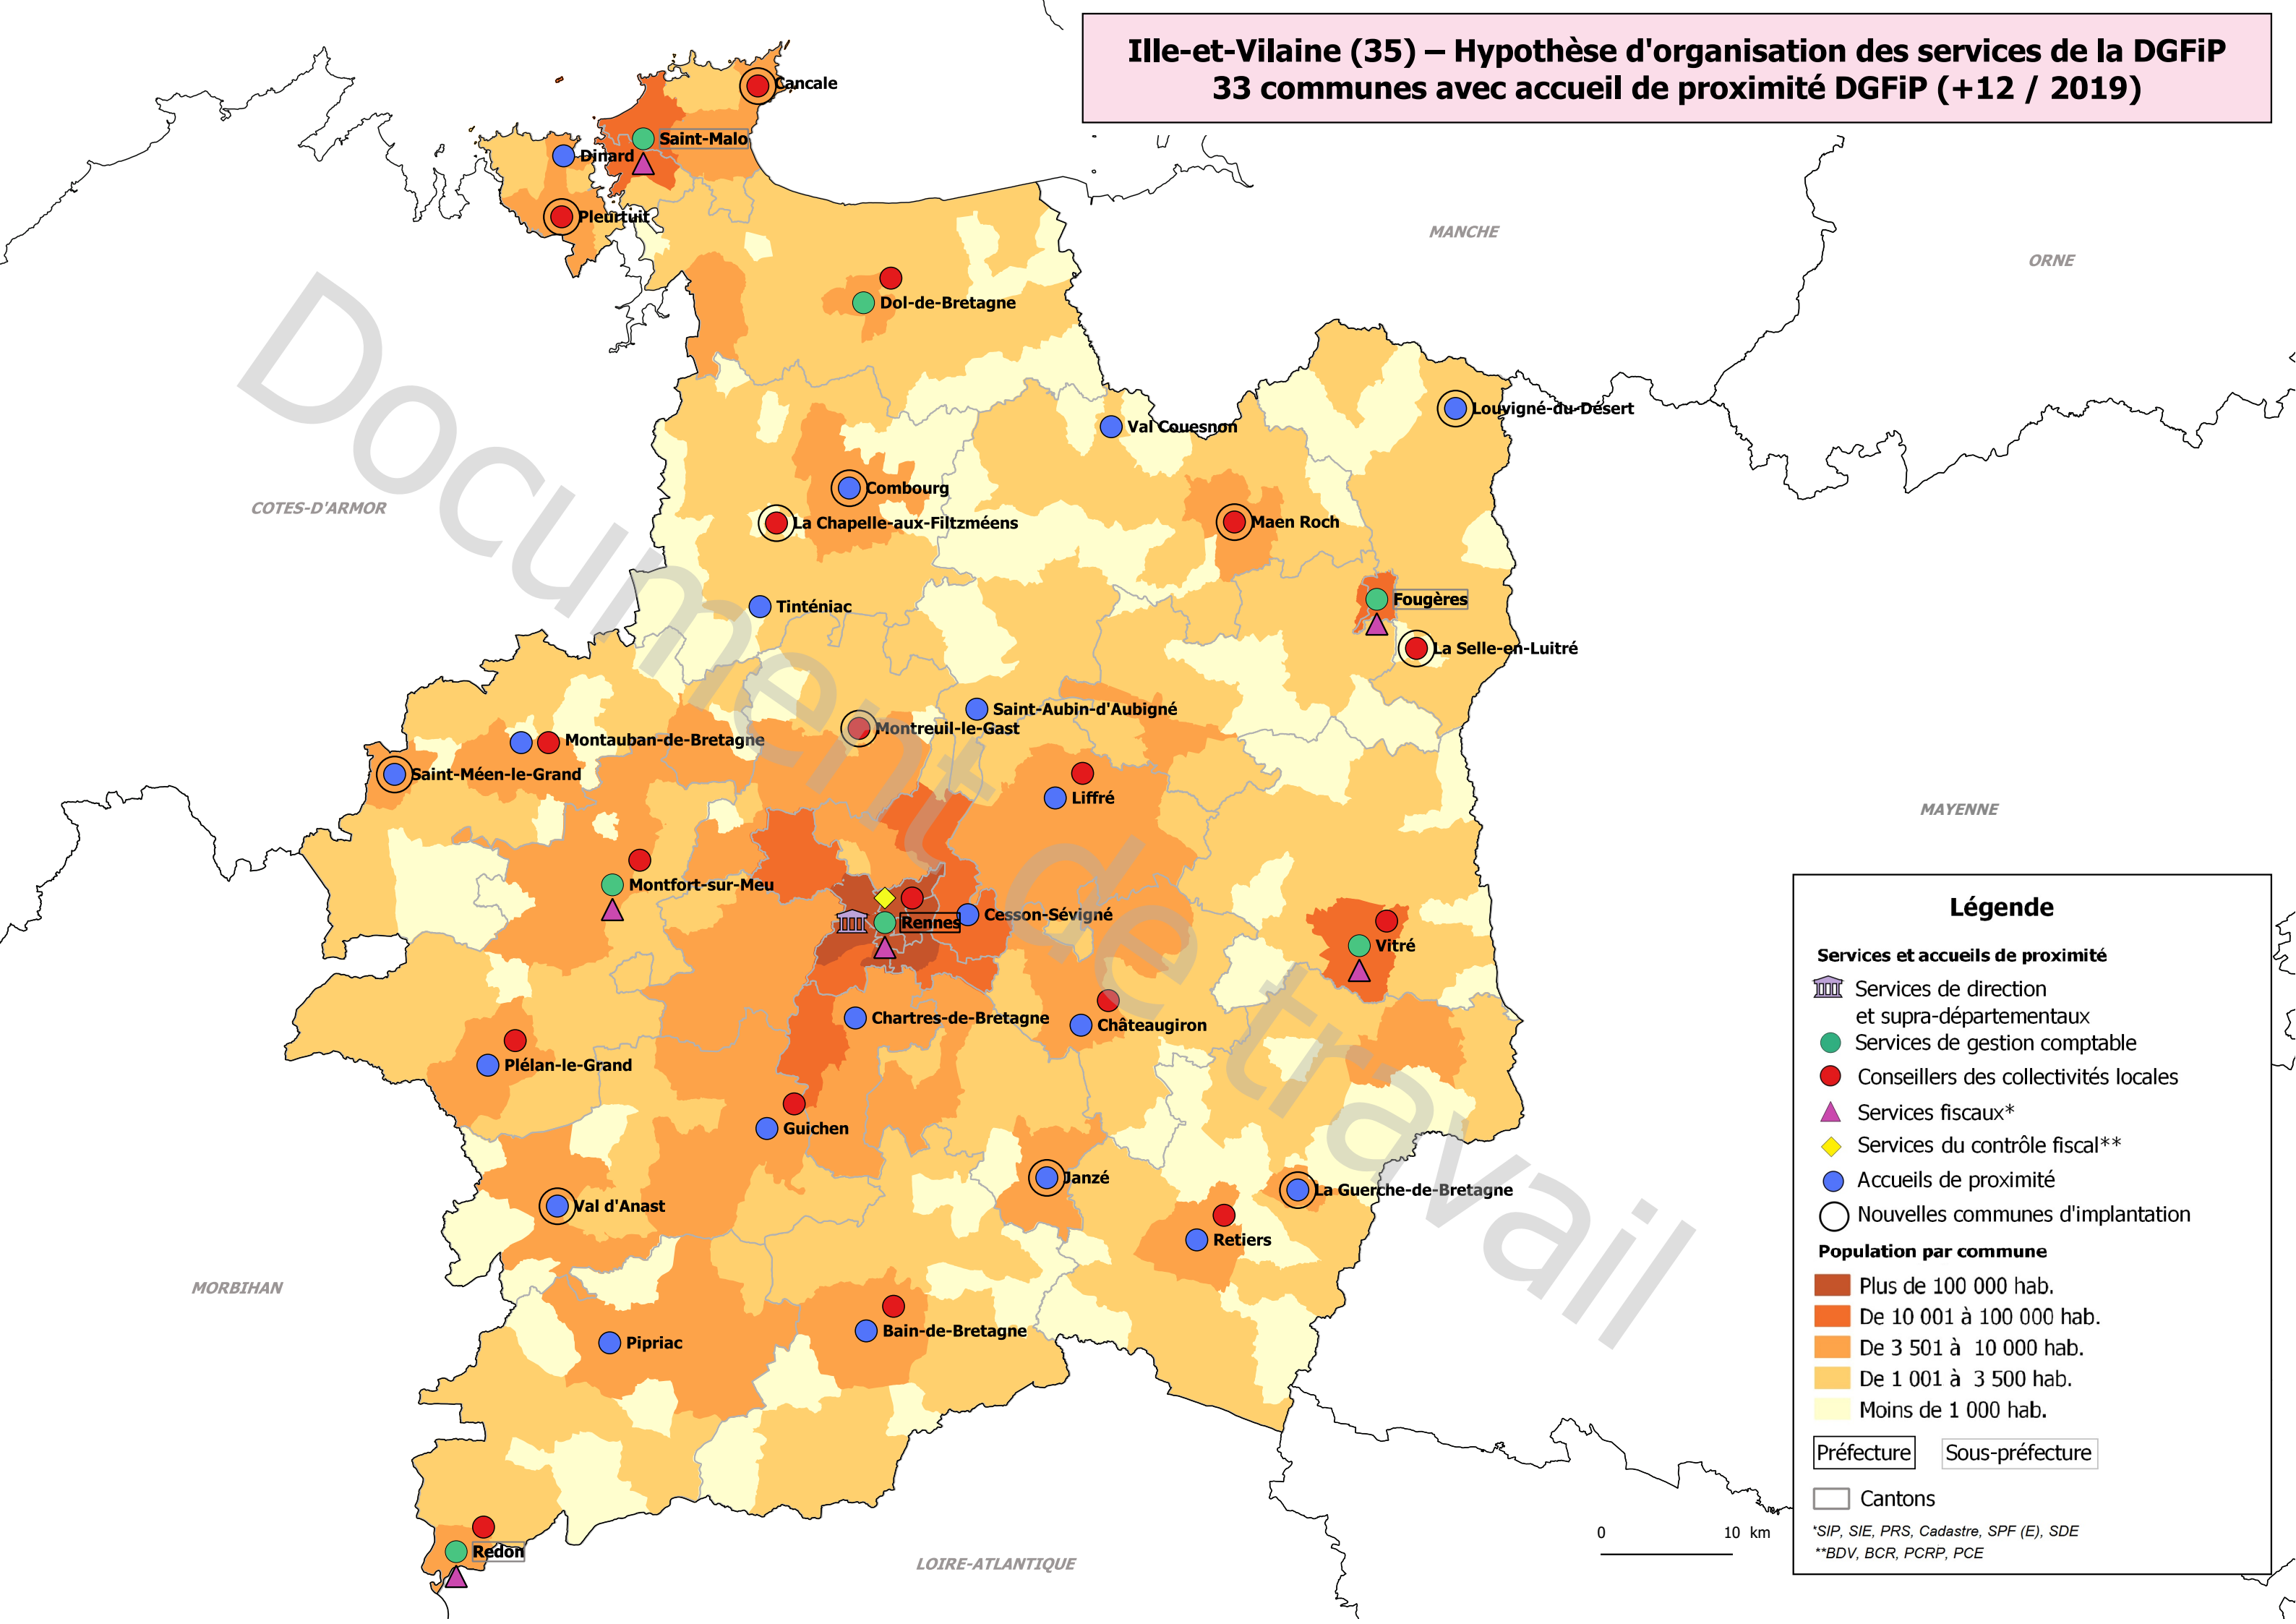 Ille-et-Vilaine (35) – Hypothèse d'organisation des services de la DGFiP
33 communes avec accueil de proximité DGFiP (+12 / 2019)
Cancale
Saint-Malo
Dinard
Pleurtuit
MANCHE
ORNE
Dol-de-Bretagne
Louvigné-du-Désert
Val Couesnon
Combourg
COTES-D'ARMOR
La Chapelle-aux-Filtzméens
Maen Roch
Fougères
Tinténiac
La Selle-en-Luitré
Saint-Aubin-d'Aubigné
Montreuil-le-Gast
Montauban-de-Bretagne
Saint-Méen-le-Grand
Liffré
MAYENNE
Montfort-sur-Meu
Cesson-Sévigné
Rennes
Vitré
Chartres-de-Bretagne
Châteaugiron
Plélan-le-Grand
Guichen
Janzé
La Guerche-de-Bretagne
Val d'Anast
Retiers
MORBIHAN
Bain-de-Bretagne
Pipriac
Redon
LOIRE-ATLANTIQUE
Document de travail
Légende
Services et accueils de proximité
Services de direction
et supra-départementaux
Services de gestion comptable
Conseillers des collectivités locales
Services fiscaux*
Services du contrôle fiscal**
Accueils de proximité
Nouvelles communes d'implantation
Population par commune
Plus de 100 000 hab.
De 10 001 à 100 000 hab.
De 3 501 à 10 000 hab.
De 1 001 à 3 500 hab.
Moins de 1 000 hab.
Préfecture Sous-préfecture
Cantons
*SIP, SIE, PRS, Cadastre, SPF (E), SDE
**BDV, BCR, PCRP, PCE
0 10 km